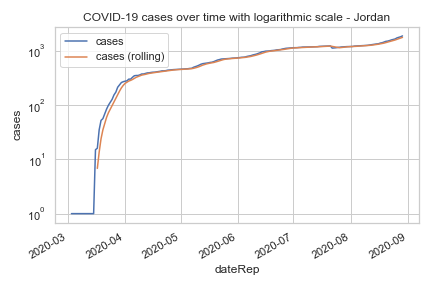 COVID-19 cases over time with logarithmic scale - Jordan
cases
cases (rolling)
10³
10²
10¹
10⁰
cases
2020-03
2020-04
2020-05
2020-06
2020-07
2020-08
2020-09
dateRep